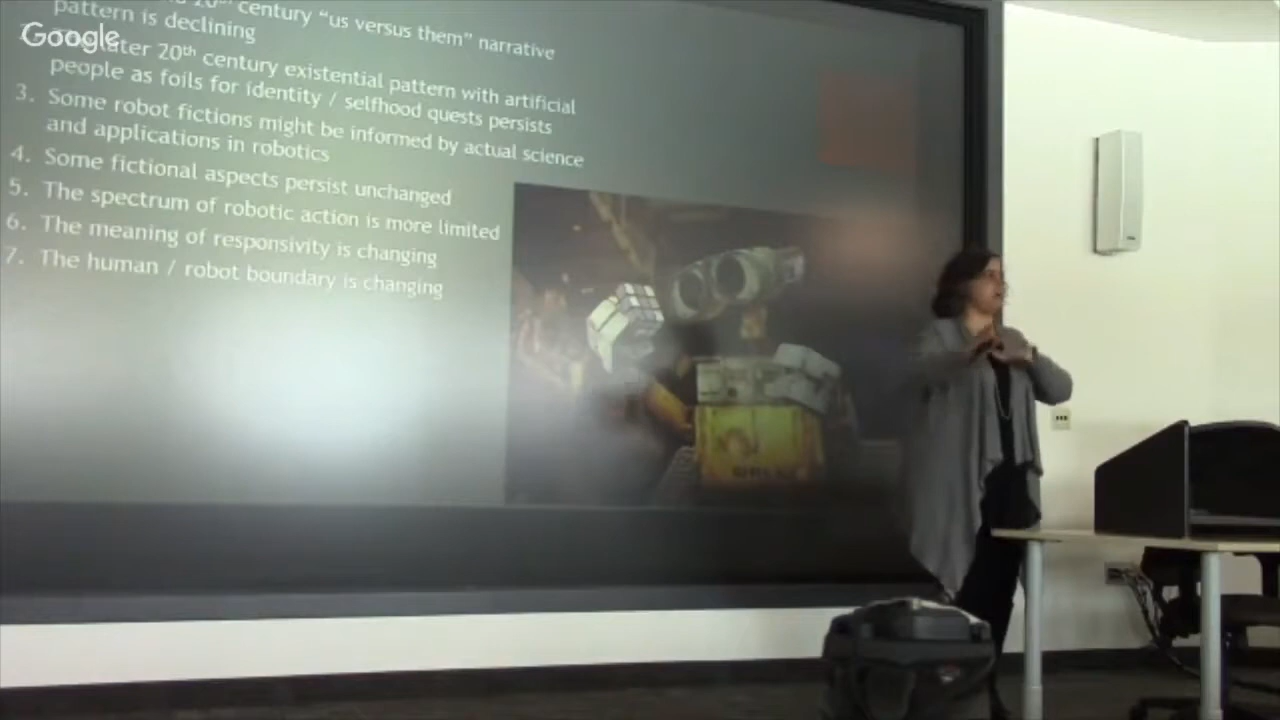 Google
20th century “us versus them” narrative
pattern is declining
later 20th century existential pattern with artificial
people as foils for identity / selfhood quests persists
3. Some robot fictions might be informed by actual science
and applications in robotics
4. Some fictional aspects persist unchanged
5. The spectrum of robotic action is more limited
6. The meaning of responsivity is changing
7. The human / robot boundary is changing